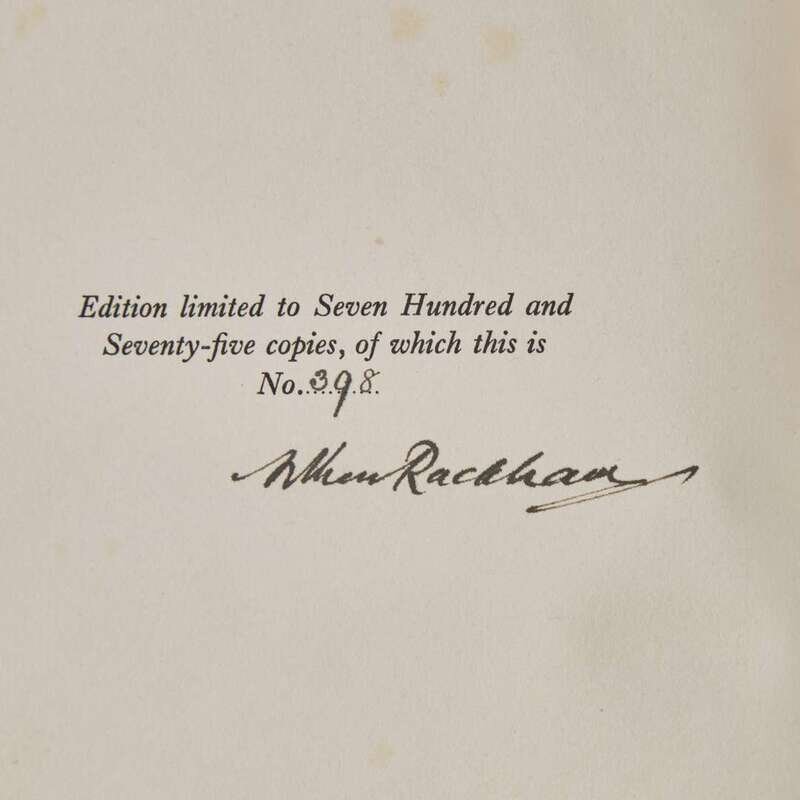 Edition limited to Seven Hundred and
Seventy-five copies, of which this is
No. 398.
Arthur Rackham